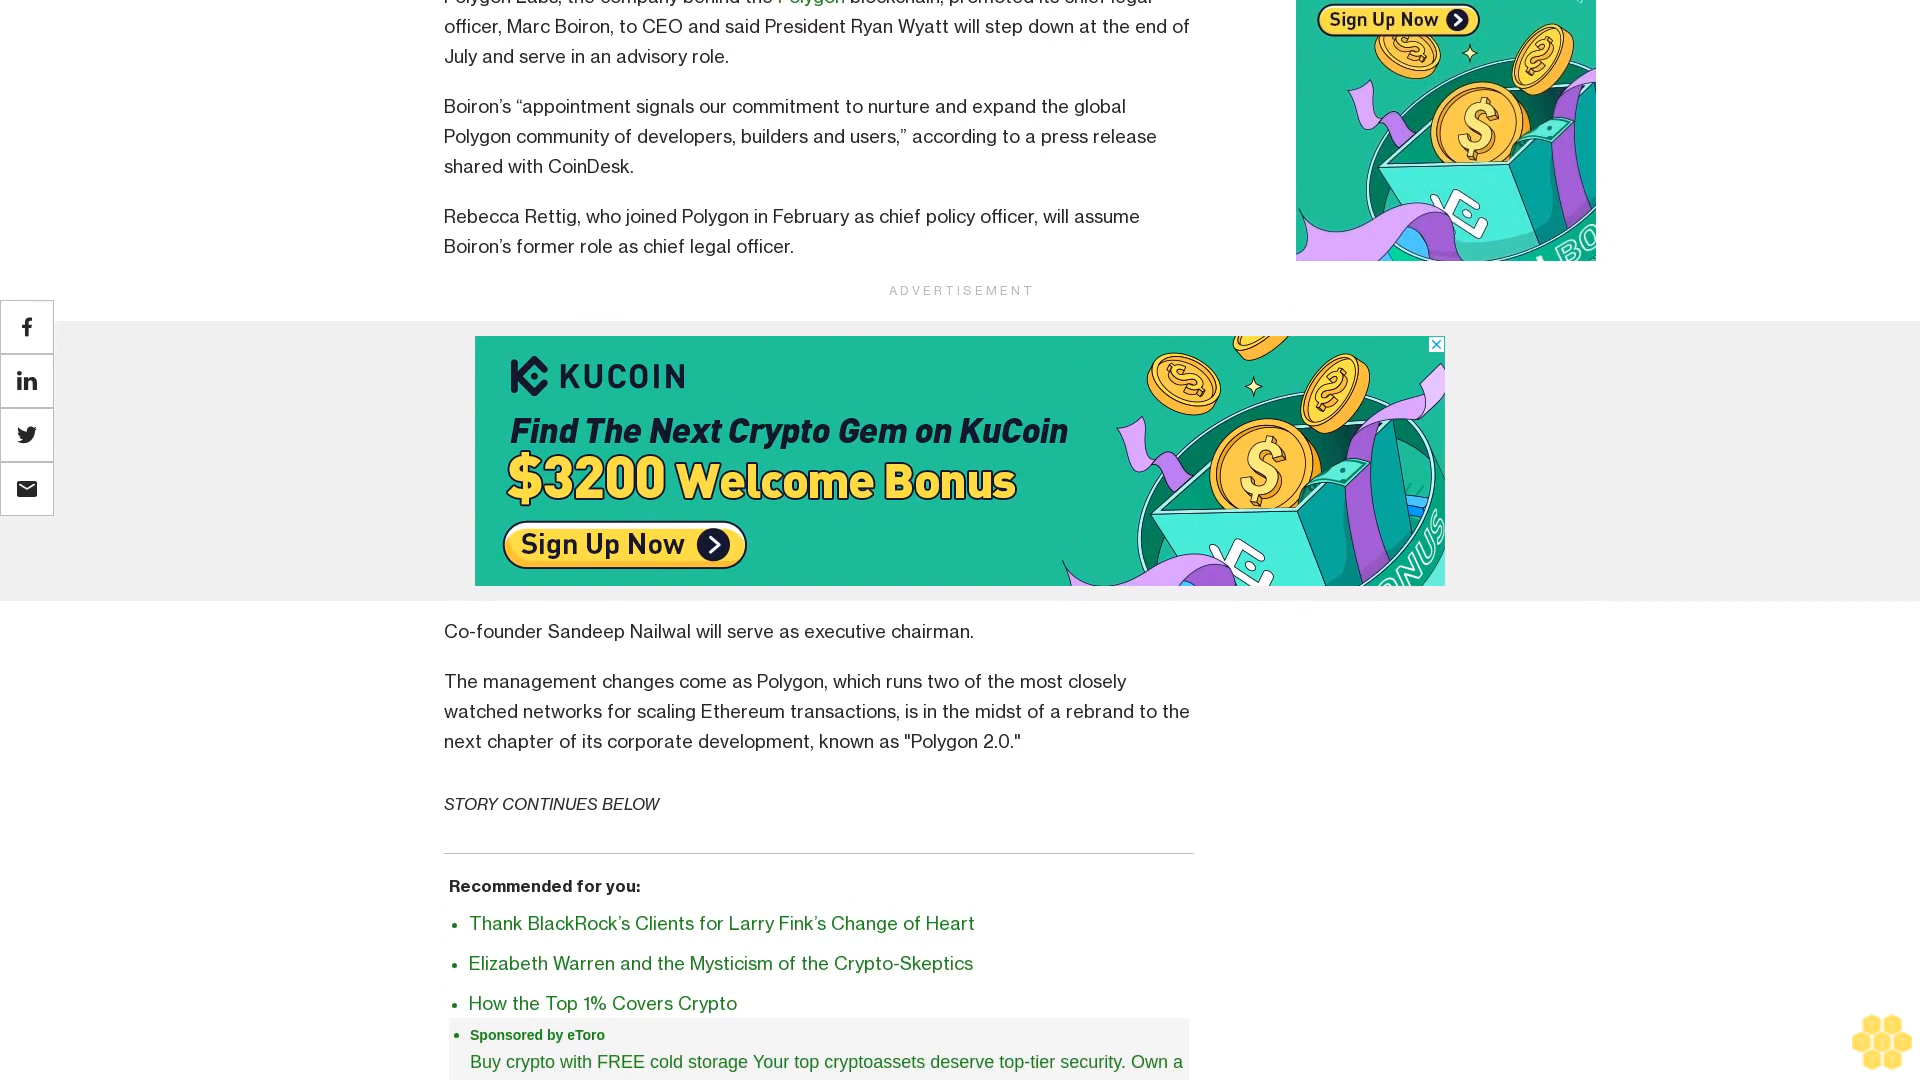 Polygon Labs, the company behind the Polygon blockchain, promoted its chief legal
officer, Marc Boiron, to CEO and said President Ryan Wyatt will step down at the end of
July and serve in an advisory role.
Boiron’s “appointment signals our commitment to nurture and expand the global
Polygon community of developers, builders and users,” according to a press release
shared with CoinDesk.
Rebecca Rettig, who joined Polygon in February as chief policy officer, will assume
Boiron’s former role as chief legal officer.
Sign Up Now
BO
ADVERTISEMENT
KUCOIN
Find The Next Crypto Gem on KuCoin
$3200 Welcome Bonus
Sign Up Now
ONUS
Co-founder Sandeep Nailwal will serve as executive chairman.
The management changes come as Polygon, which runs two of the most closely
watched networks for scaling Ethereum transactions, is in the midst of a rebrand to the
next chapter of its corporate development, known as "Polygon 2.0."
STORY CONTINUES BELOW
Recommended for you:
• Thank BlackRock’s Clients for Larry Fink’s Change of Heart
• Elizabeth Warren and the Mysticism of the Crypto-Skeptics
• How the Top 1% Covers Crypto
• Sponsored by eToro
Buy crypto with FREE cold storage Your top cryptoassets deserve top-tier security. Own a